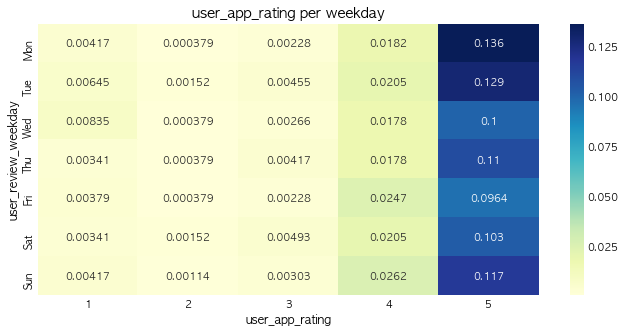 user_app_rating per weekday
user_review_weekday
Mon 0.00417 0.000379 0.00228 0.0182 0.136
Tue 0.00645 0.00152 0.00455 0.0205 0.129
Wed 0.00835 0.000379 0.00266 0.0178 0.1
Thu 0.00341 0.000379 0.00417 0.0178 0.11
Fri 0.00379 0.000379 0.00228 0.0247 0.0964
Sat 0.00341 0.00152 0.00493 0.0205 0.103
Sun 0.00417 0.00114 0.00303 0.0262 0.117
1 2 3 4 5
user_app_rating
0.125
0.100
0.075
0.050
0.025